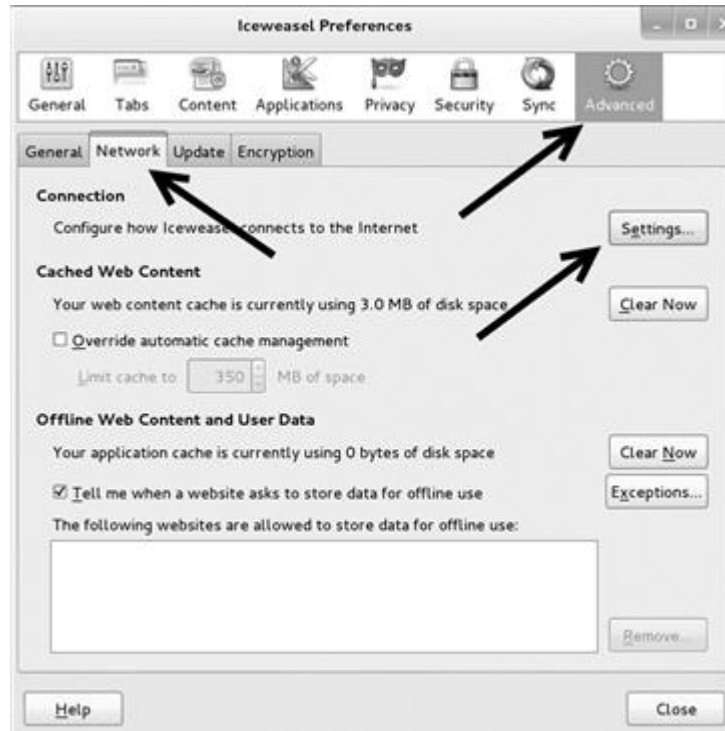 Iceweasel Preferences
General Tabs Content Applications Privacy Security Sync Advanced
General Network Update Encryption
Connection
Configure how Iceweasel connects to the Internet
Settings...
Cached Web Content
Your web content cache is currently using 3.0 MB of disk space
Clear Now
Override automatic cache management
Limit cache to 350 MB of space
Offline Web Content and User Data
Your application cache is currently using 0 bytes of disk space
Clear Now
Tell me when a website asks to store data for offline use
Exceptions...
The following websites are allowed to store data for offline use:
Remove...
Help
Close